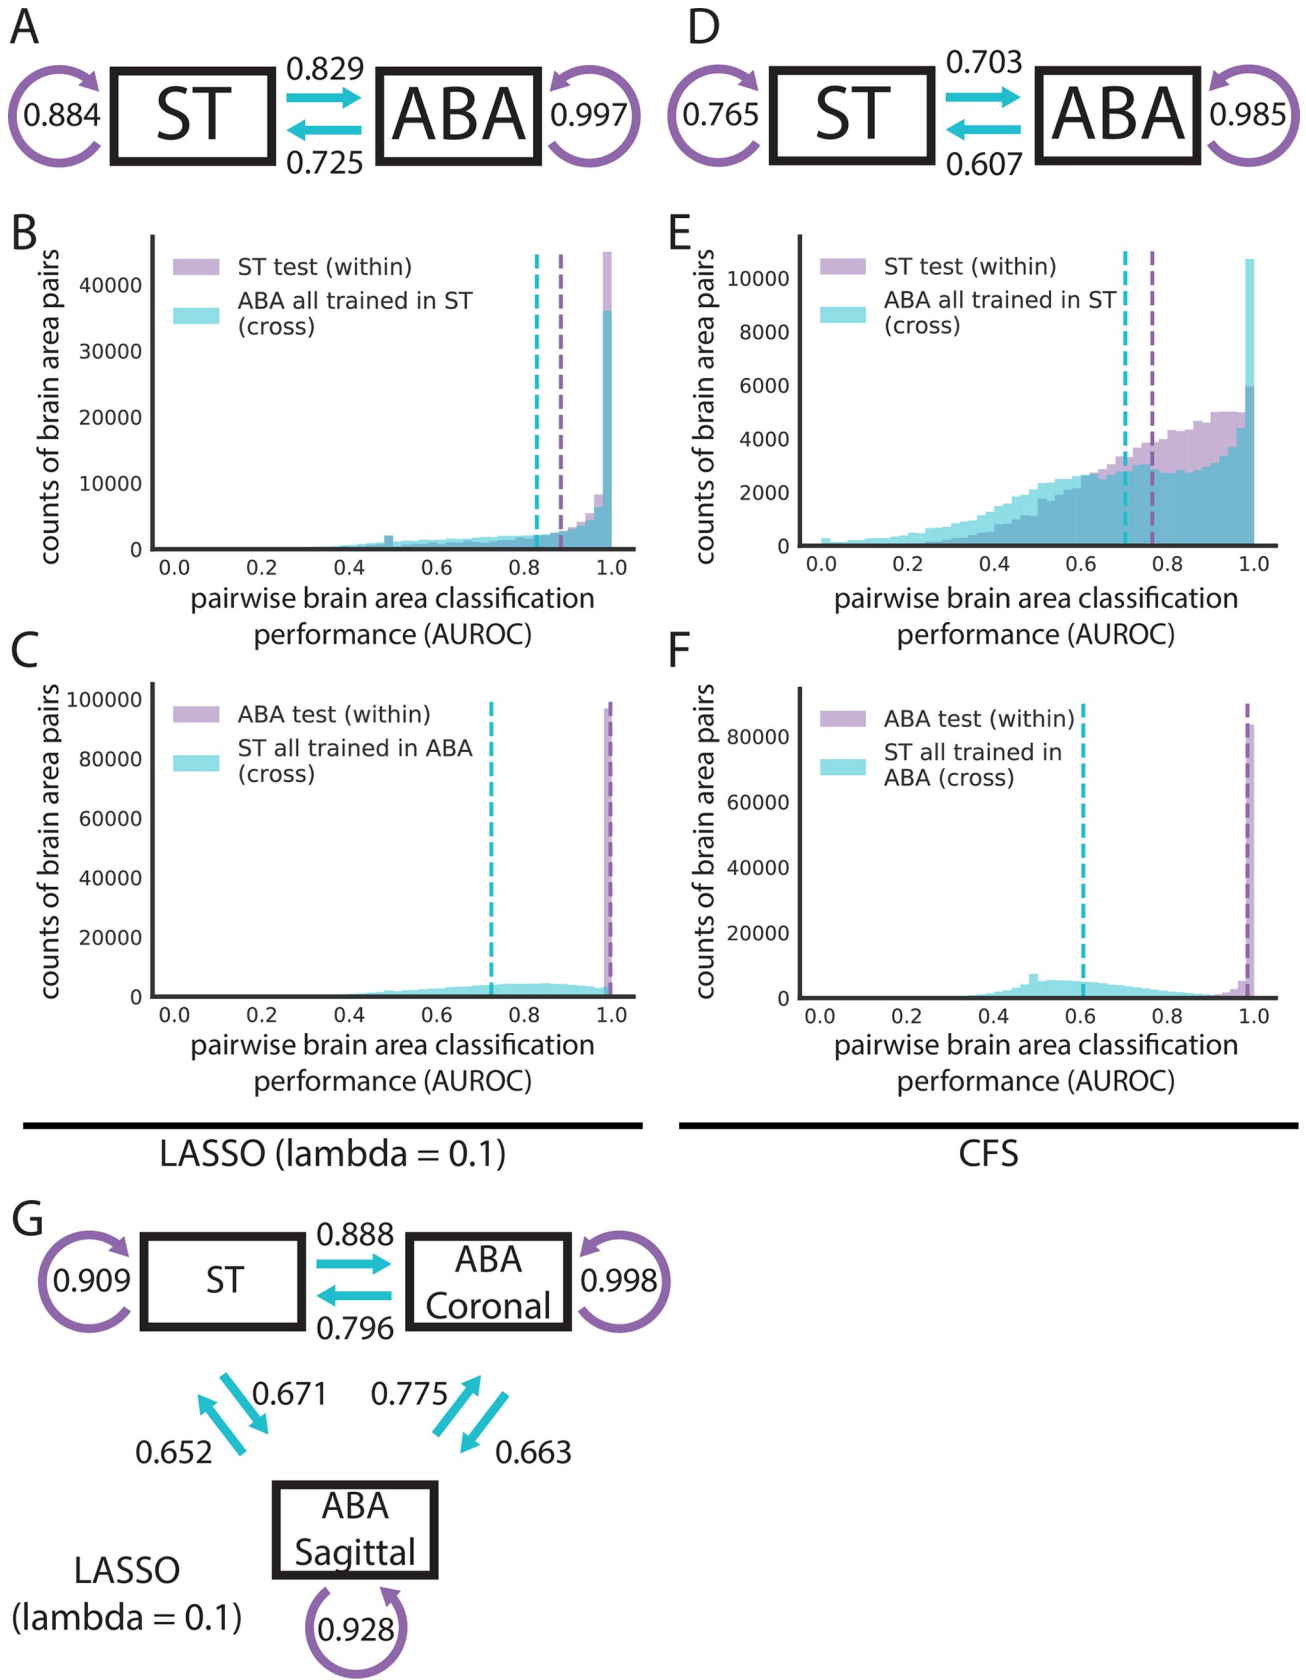 A
0.884
ST
0.829
0.725
ABA
0.997
D
0.765
ST
0.703
0.607
ABA
0.985
B
counts of brain area pairs
40000
30000
20000
10000
0
ST test (within)
ABA all trained in ST
(cross)
0.0 0.2 0.4 0.6 0.8 1.0
pairwise brain area classification
performance (AUROC)
E
counts of brain area pairs
10000
8000
6000
4000
2000
0
ST test (within)
ABA all trained in ST
(cross)
0.0 0.2 0.4 0.6 0.8 1.0
pairwise brain area classification
performance (AUROC)
C
counts of brain area pairs
100000
80000
60000
40000
20000
0
ABA test (within)
ST all trained in ABA
(cross)
0.0 0.2 0.4 0.6 0.8 1.0
pairwise brain area classification
performance (AUROC)
F
counts of brain area pairs
80000
60000
40000
20000
0
ABA test (within)
ST all trained in
ABA (cross)
0.0 0.2 0.4 0.6 0.8 1.0
pairwise brain area classification
performance (AUROC)
LASSO (lambda = 0.1)
CFS
G
0.909
ST
0.888
0.796
ABA
Coronal
0.998
0.671
0.775
0.652
0.663
ABA
Sagittal
0.928
LASSO
(lambda = 0.1)